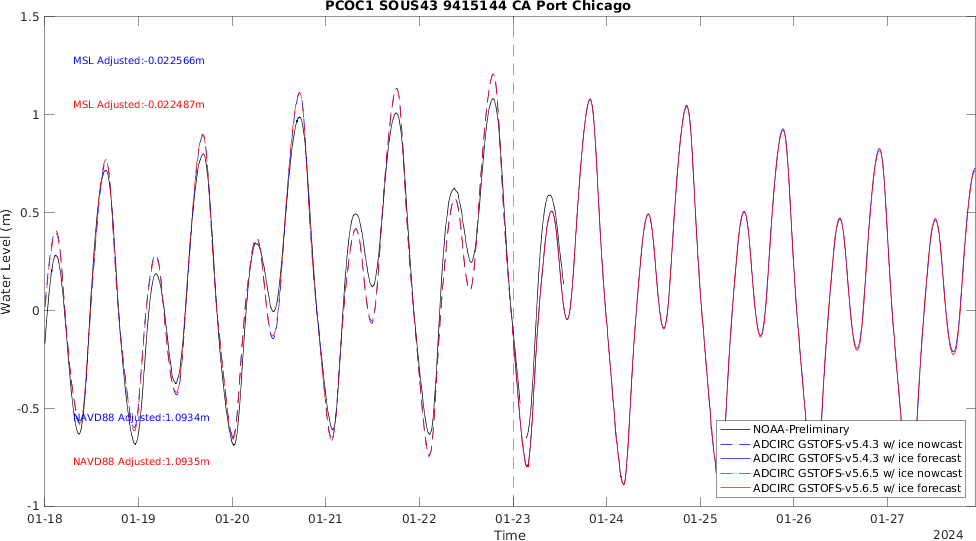 PCOC1 SOUS43 9415144 CA Port Chicago
1.5
MSL Adjusted:-0.022566m
MSL Adjusted:-0.022487m
1
0.5
Water Level (m)
0
-0.5
NAVD88 Adjusted:1.0934m
NAVD88 Adjusted:1.0935m
NOAA-Preliminary
ADCIRC GSTOFS-v5.4.3 w/ ice nowcast
ADCIRC GSTOFS-v5.4.3 w/ ice forecast
ADCIRC GSTOFS-v5.6.5 w/ ice nowcast
ADCIRC GSTOFS-v5.6.5 w/ ice forecast
-1
01-18 01-19 01-20 01-21 01-22 01-23 01-24 01-25 01-26 01-27
Time
2024